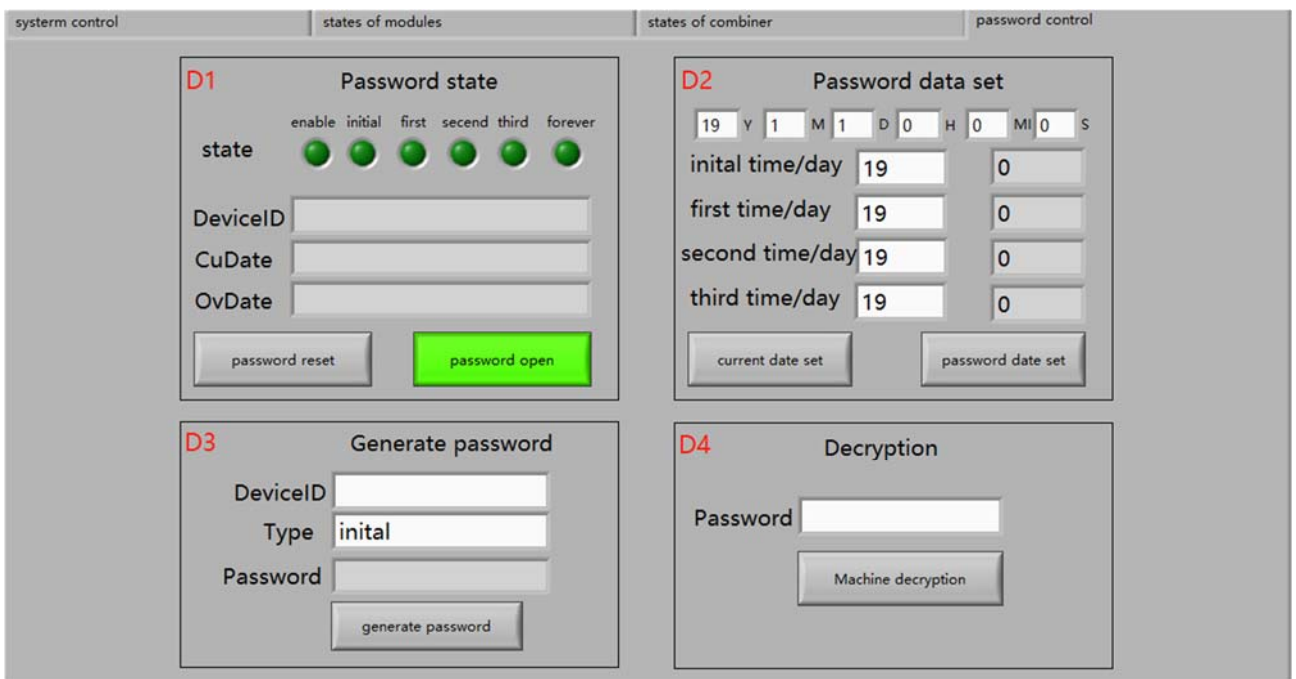 systerm control
states of modules
states of combiner
password control
D1
Password state
enable initial first secend third forever
state
DeviceID
CuDate
OvDate
password reset
password open
D2
Password data set
19 Y 1 M 1 D 0 H 0 MI 0 S
inital time/day 19 0
first time/day 19 0
second time/day 19 0
third time/day 19 0
current date set
password date set
D3
Generate password
DeviceID
Type inital
Password
generate password
D4
Decryption
Password
Machine decryption